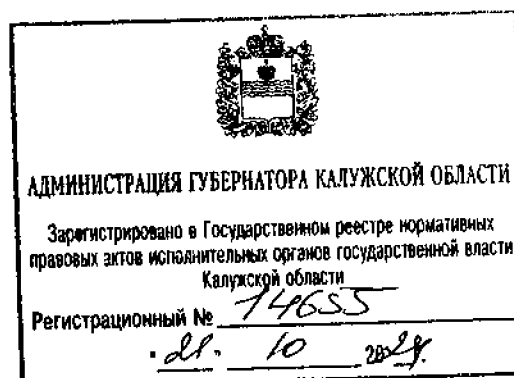 АДМИНИСТРАЦИЯ ГУБЕРНАТОРА КАЛУЖСКОЙ ОБЛАСТИ
Зарегистрировано в Государственном реестре нормативных
правовых актов исполнительных органов государственной власти
Калужской области
Регистрационный № 14655
10